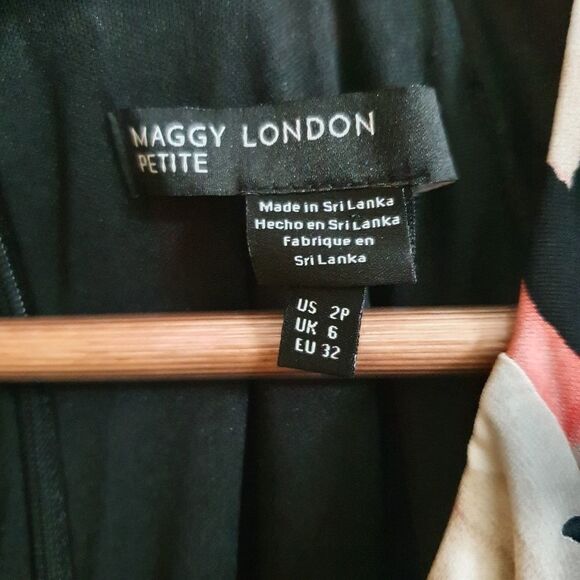 MAGGY LONDON
PETITE
Made in Sri Lanka
Hecho en Sri Lanka
Fabrique en
Sri Lanka
US 2P
UK 6
EU 32